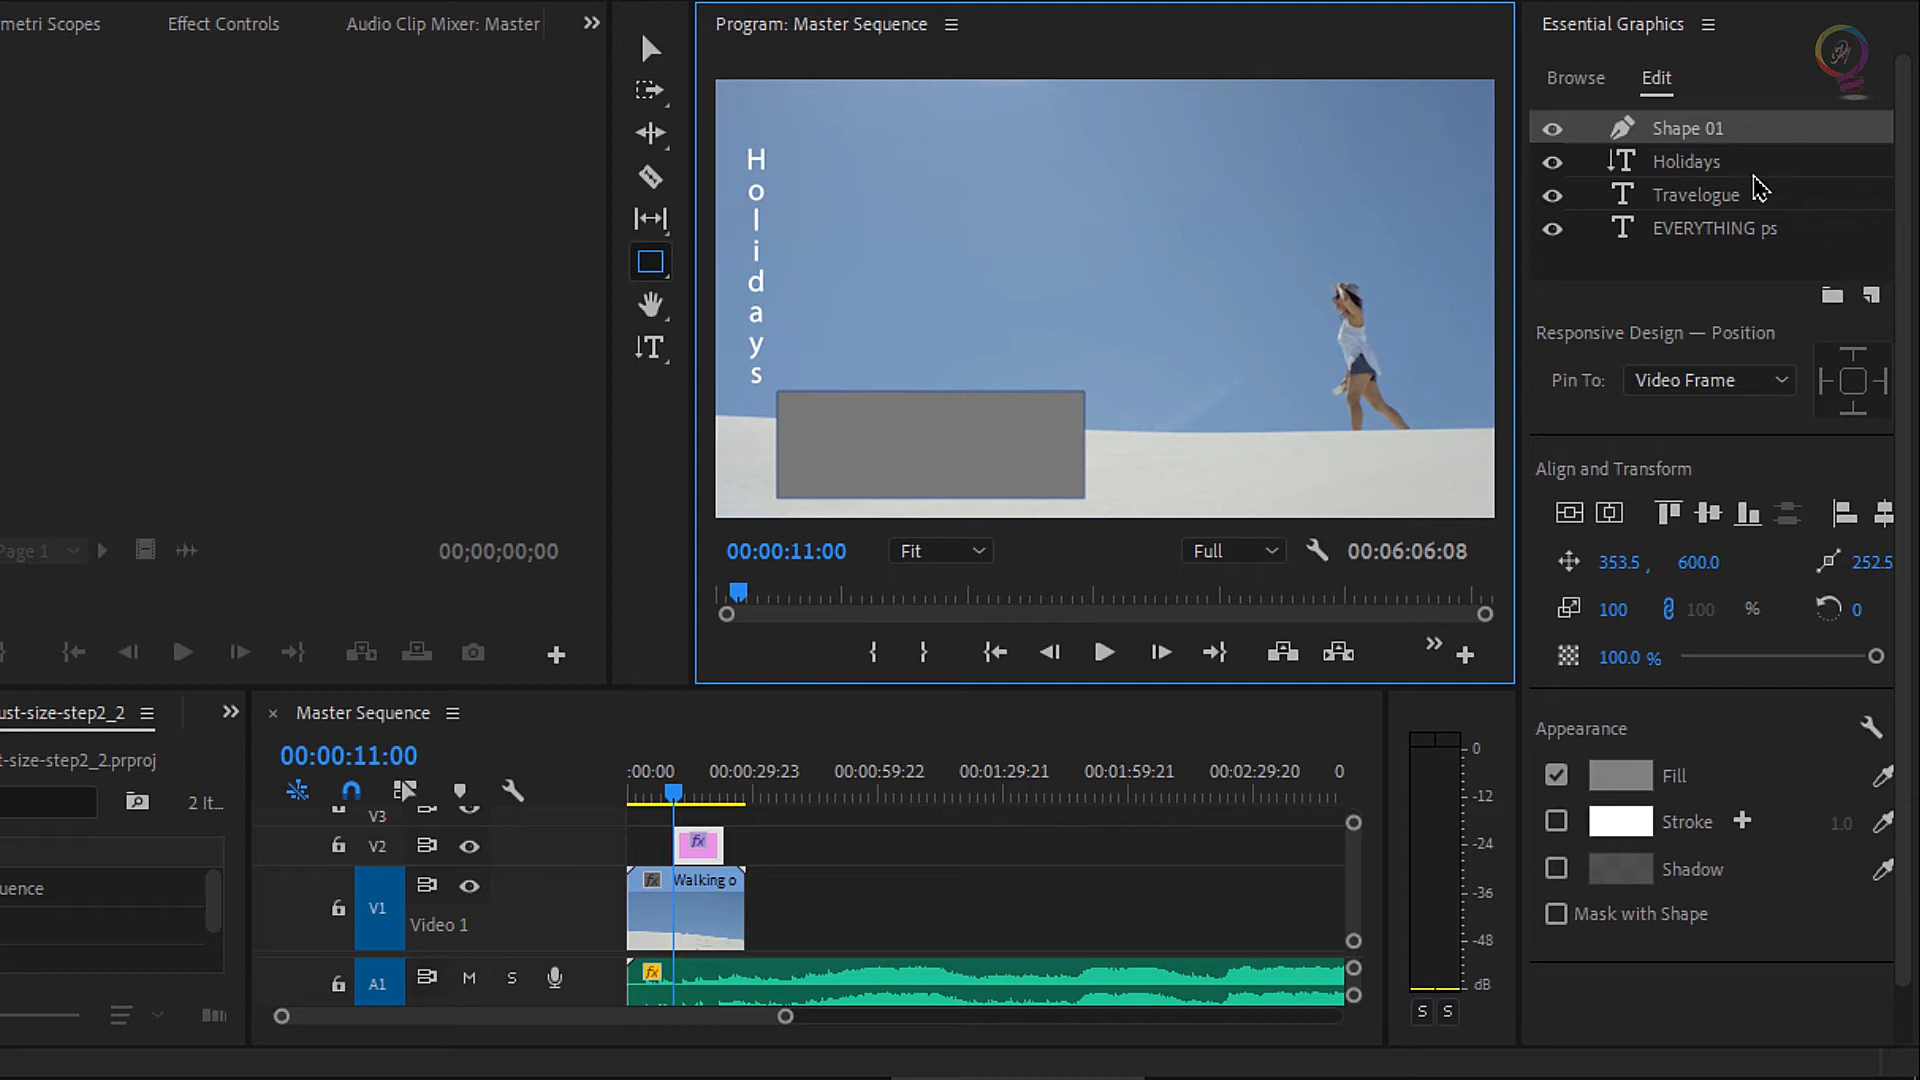 metri Scopes
Effect Controls
Audio Clip Mixer: Master
Program: Master Sequence
Essential Graphics
Browse
Edit
Shape 01
Holidays
Travelogue
EVERYTHING ps
H
o
l
i
d
a
y
s
Responsive Design — Position
Pin To:
Video Frame
Align and Transform
353.5 ,
600.0
252.5
100
100
%
0
100.0 %
Page 1
00;00;00;00
00:00:11:00
Fit
Full
00:06:06:08
Appearance
Fill
Stroke
1.0
Shadow
Mask with Shape
ust-size-step2_2
t-size-step2_2.prproj
2 It...
uence
Master Sequence
00:00:11:00
:00:00
00:00:29:23
00:00:59:22
00:01:29:21
00:01:59:21
00:02:29:20
0
V3
V2
fx
V1
Video 1
fx
Walking o
A1
M
S
fx
0
-12
-24
-36
-48
dB
S
S